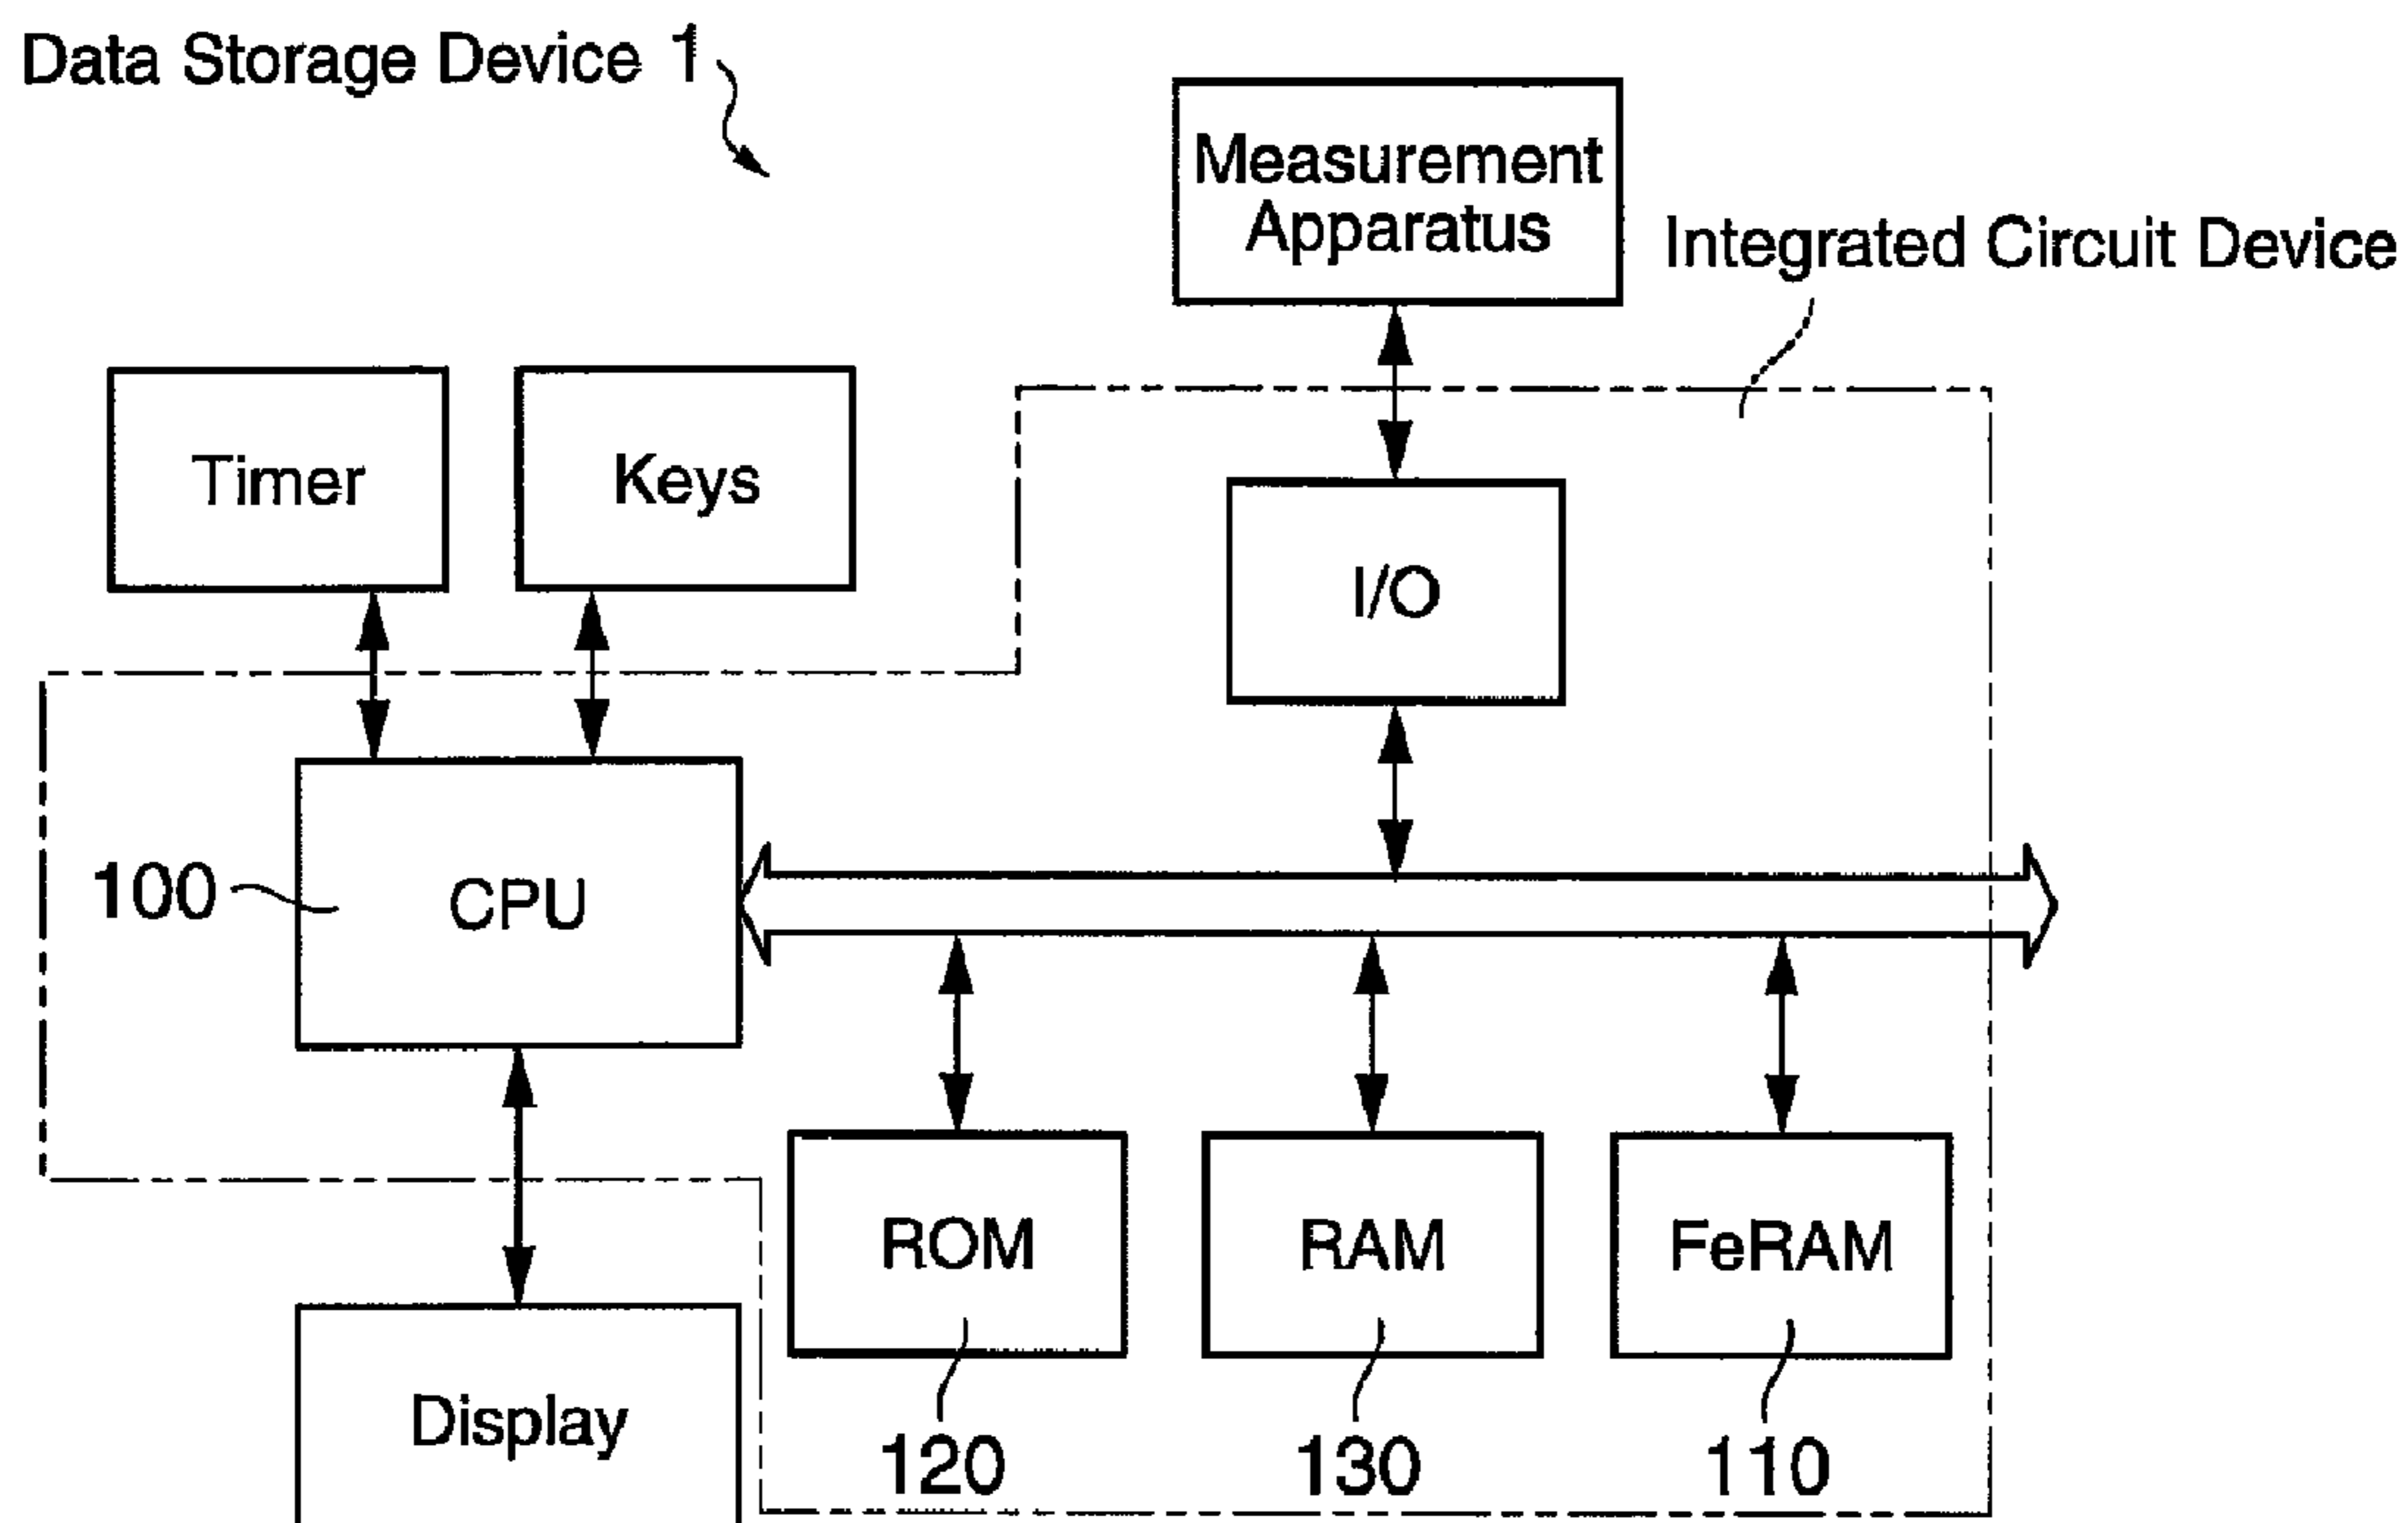 Data Storage Device 1
Measurement
Apparatus
Integrated Circuit Device
Timer
Keys
I/O
100
CPU
ROM
RAM
FeRAM
Display
120
130
110